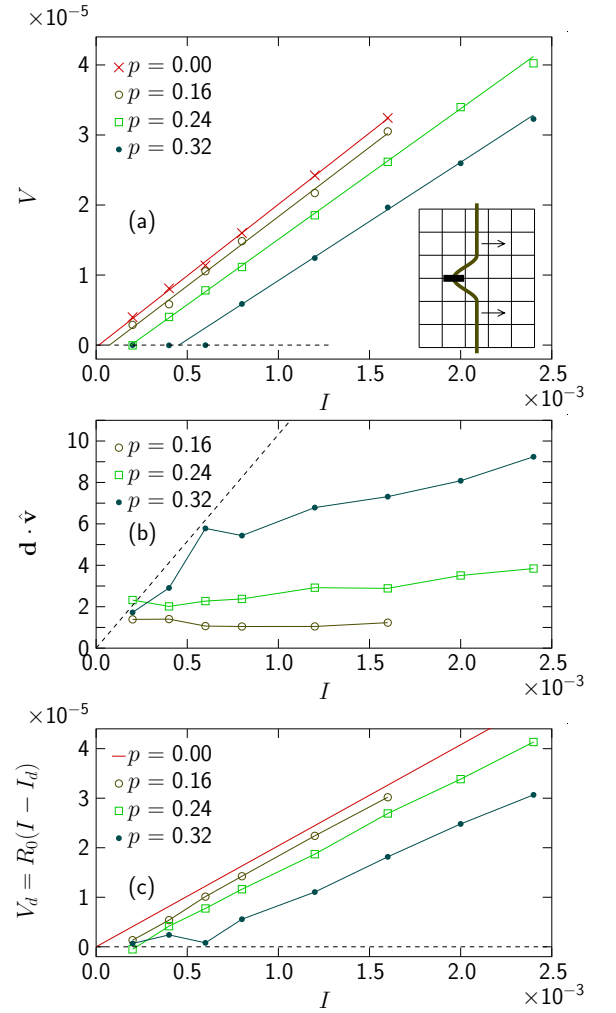 ×10⁻⁵
V
4
3
2
1
0
p = 0.00
p = 0.16
p = 0.24
p = 0.32
(a)
0.0 0.5 1.0 1.5 2.0 2.5
I
×10⁻³
d · v̂
10
8
6
4
2
0
p = 0.16
p = 0.24
p = 0.32
(b)
0.0 0.5 1.0 1.5 2.0 2.5
I
×10⁻³
×10⁻⁵
V_d = R_0(I − I_d)
4
3
2
1
0
p = 0.00
p = 0.16
p = 0.24
p = 0.32
(c)
0.0 0.5 1.0 1.5 2.0 2.5
I
×10⁻³